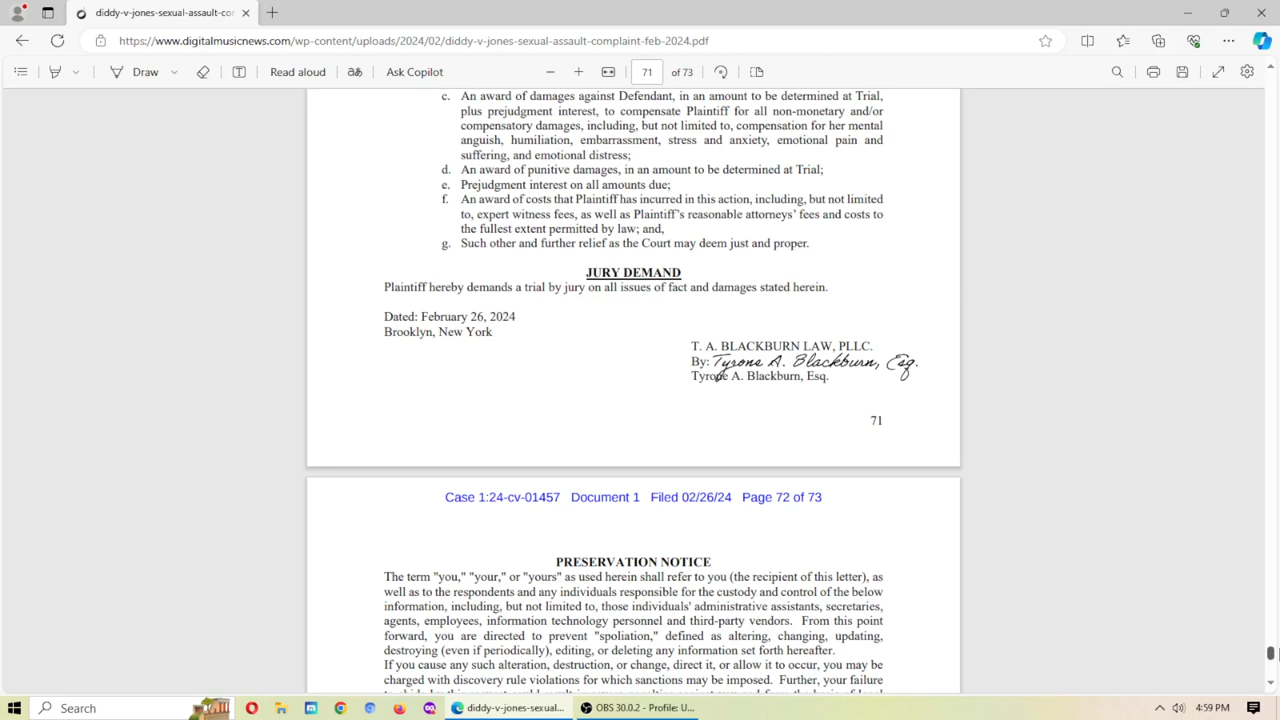 diddy-v-jones-sexual-assault-co
https://www.digitalmusicnews.com/wp-content/uploads/2024/02/diddy-v-jones-sexual-assault-complaint-feb-2024.pdf
Draw
Read aloud
Ask Copilot
71 of 73
c. An award of damages against Defendant, in an amount to be determined at Trial,
plus prejudgment interest, to compensate Plaintiff for all non-monetary and/or
compensatory damages, including, but not limited to, compensation for her mental
anguish, humiliation, embarrassment, stress and anxiety, emotional pain and
suffering, and emotional distress;
d. An award of punitive damages, in an amount to be determined at Trial;
e. Prejudgment interest on all amounts due;
f. An award of costs that Plaintiff has incurred in this action, including, but not limited
to, expert witness fees, as well as Plaintiff's reasonable attorneys' fees and costs to
the fullest extent permitted by law; and,
g. Such other and further relief as the Court may deem just and proper.
JURY DEMAND
Plaintiff hereby demands a trial by jury on all issues of fact and damages stated herein.
Dated: February 26, 2024
Brooklyn, New York
T. A. BLACKBURN LAW, PLLC.
By: Tyrone A. Blackburn, Esq.
Tyrone A. Blackburn, Esq.
71
Case 1:24-cv-01457 Document 1 Filed 02/26/24 Page 72 of 73
PRESERVATION NOTICE
The term "you," "your," or "yours" as used herein shall refer to you (the recipient of this letter), as
well as to the respondents and any individuals responsible for the custody and control of the below
information, including, but not limited to, those individuals' administrative assistants, secretaries,
agents, employees, information technology personnel and third-party vendors. From this point
forward, you are directed to prevent "spoliation," defined as altering, changing, updating,
destroying (even if periodically), editing, or deleting any information set forth hereafter.
If you cause any such alteration, destruction, or change, direct it, or allow it to occur, you may be
charged with discovery rule violations for which sanctions may be imposed. Further, your failure
Search
diddy-v-jones-sexual...
OBS 30.0.2 - Profile: U...
4:59 PM